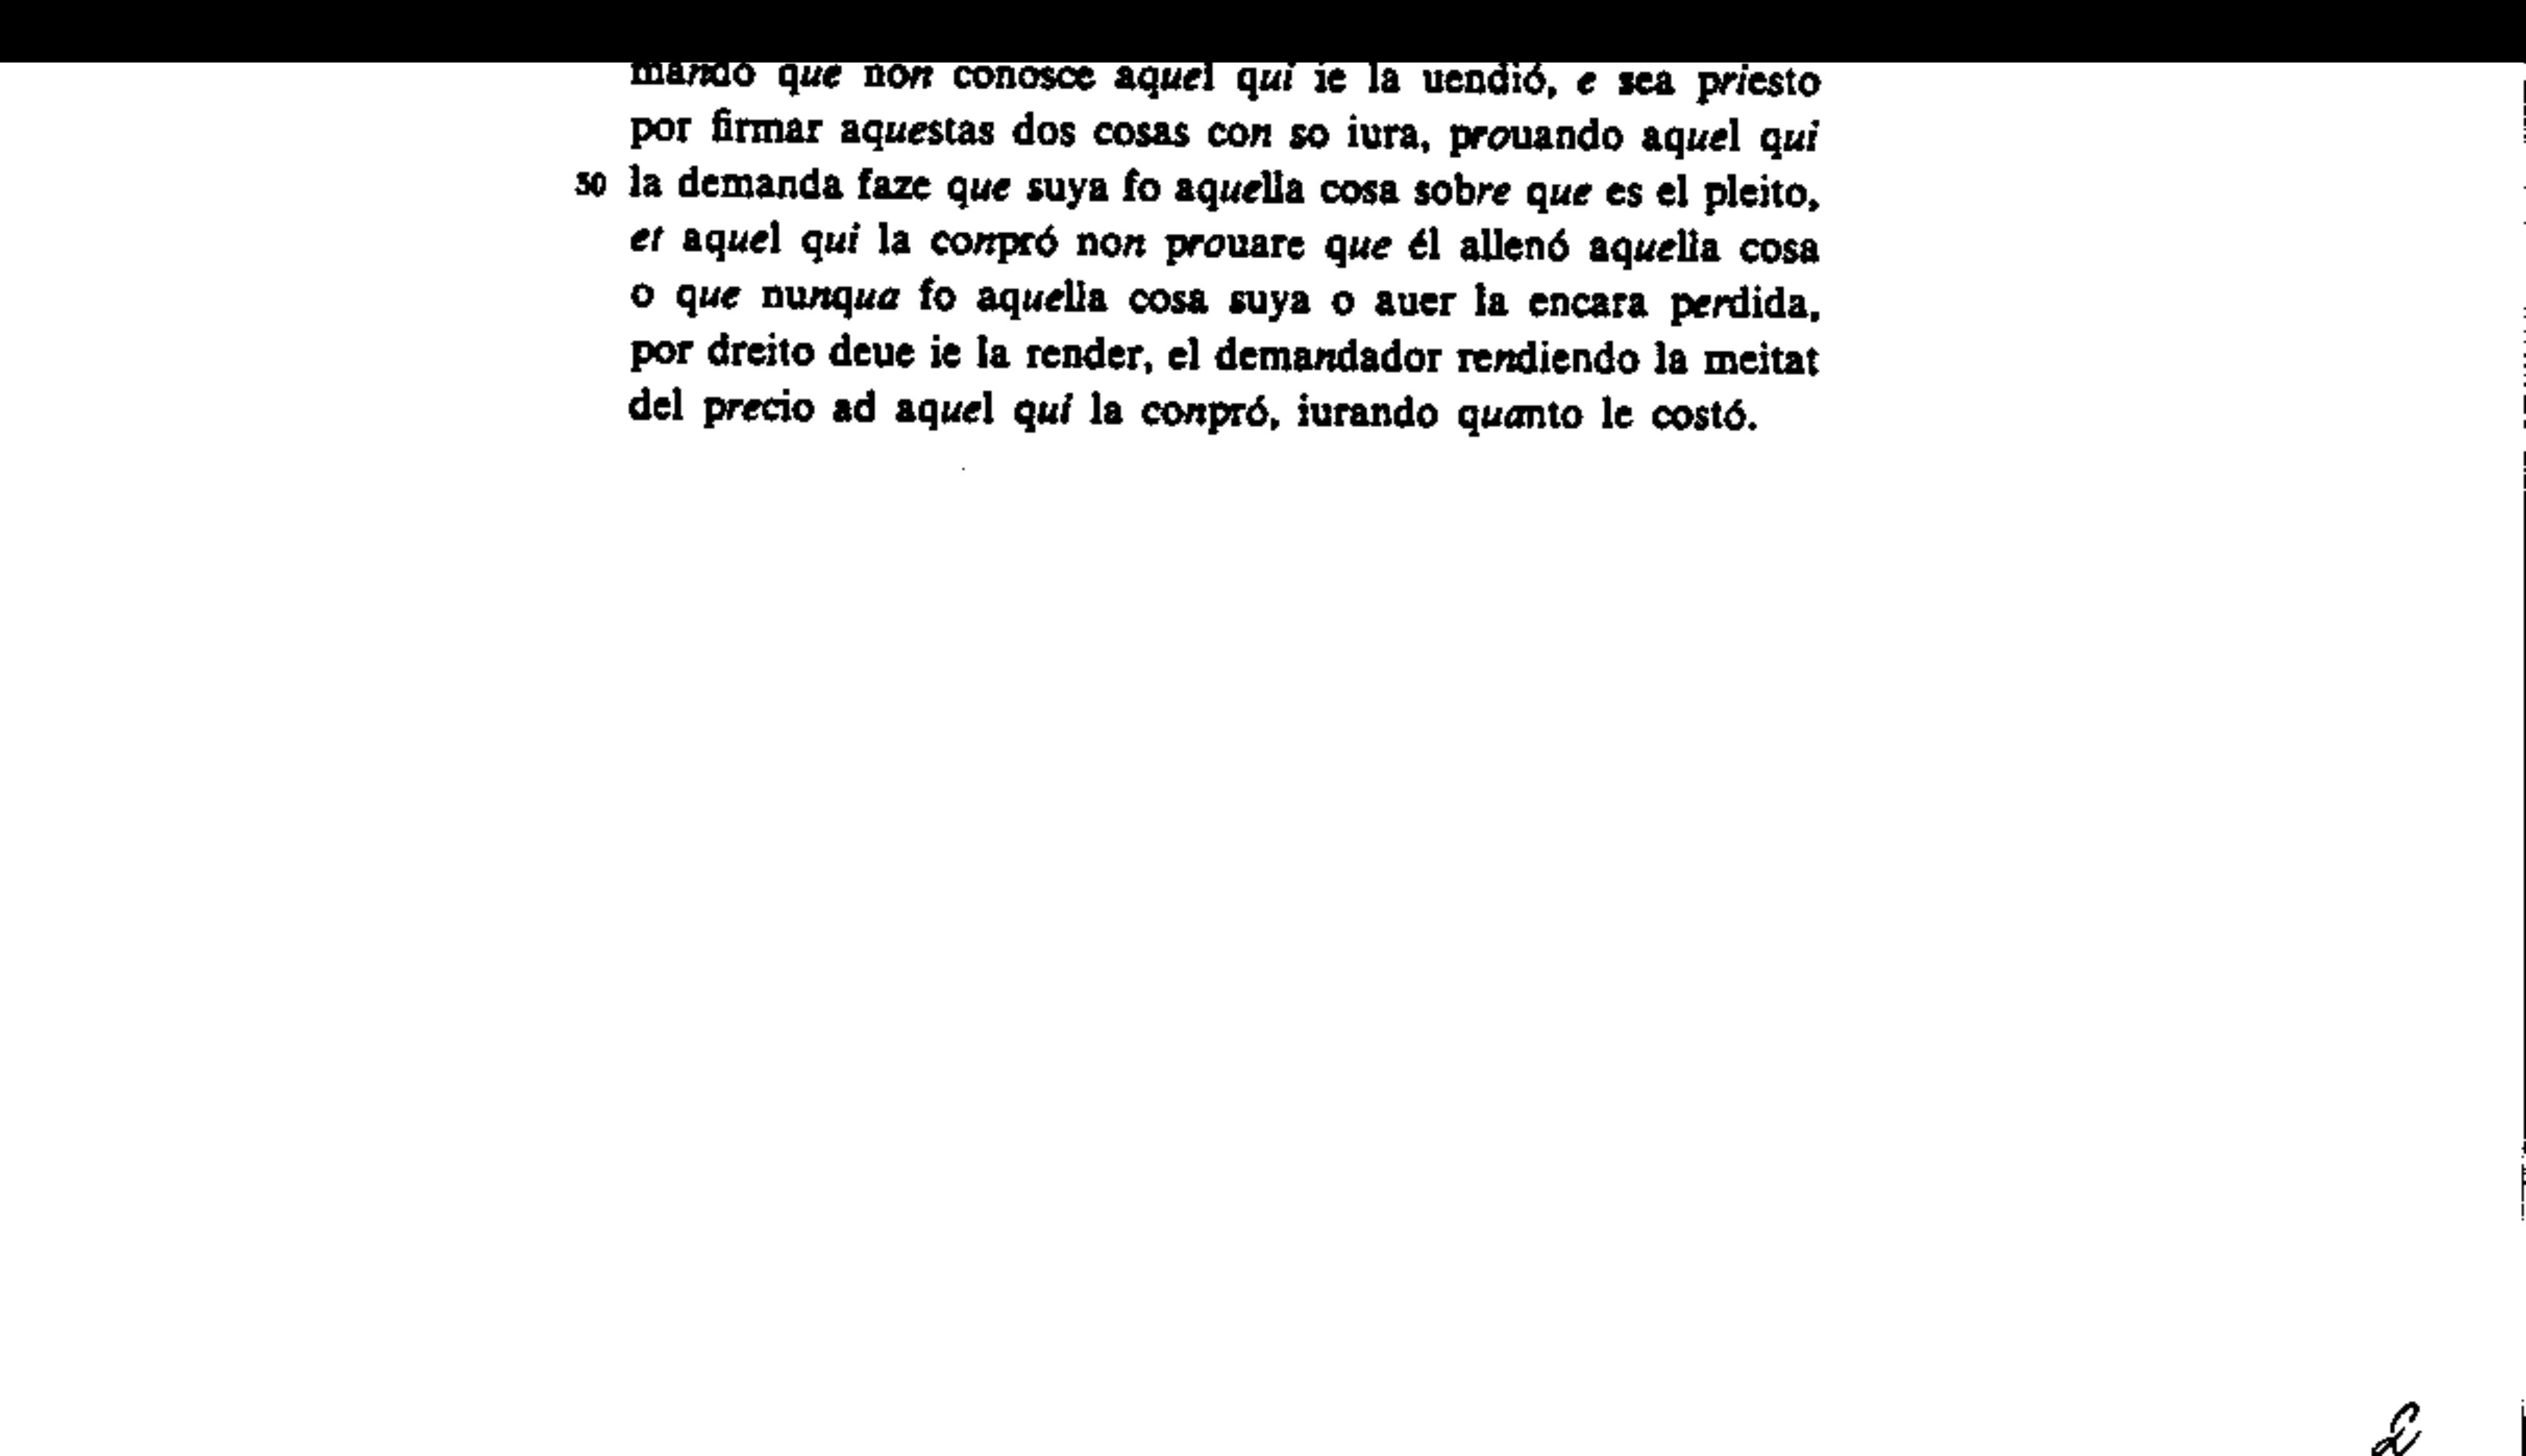 mando que non conosce aquel qui ie la uendió, e sea priesto
por firmar aquestas dos cosas con so iura, prouando aquel qui
50 la demanda faze que suya fo aquella cosa sobre que es el pleito,
et aquel qui la conpró non prouare que él allenó aquella cosa
o que nunqua fo aquella cosa suya o auer la encara perdida,
por dreito deue ie la render, el demandador rendiendo la meitat
del precio ad aquel qui la conpró, iurando quanto le costó.